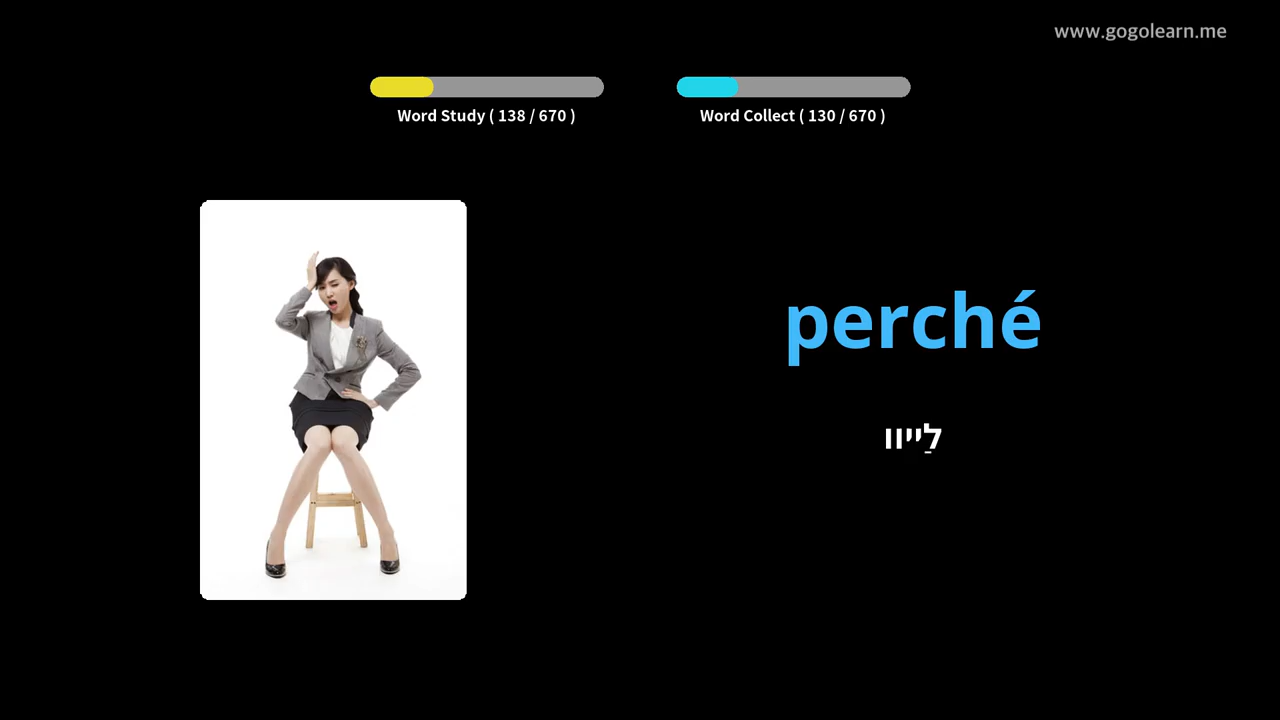 www.gogolearn.me
Word Study ( 138 / 670 )
Word Collect ( 130 / 670 )
perché
לַייוו